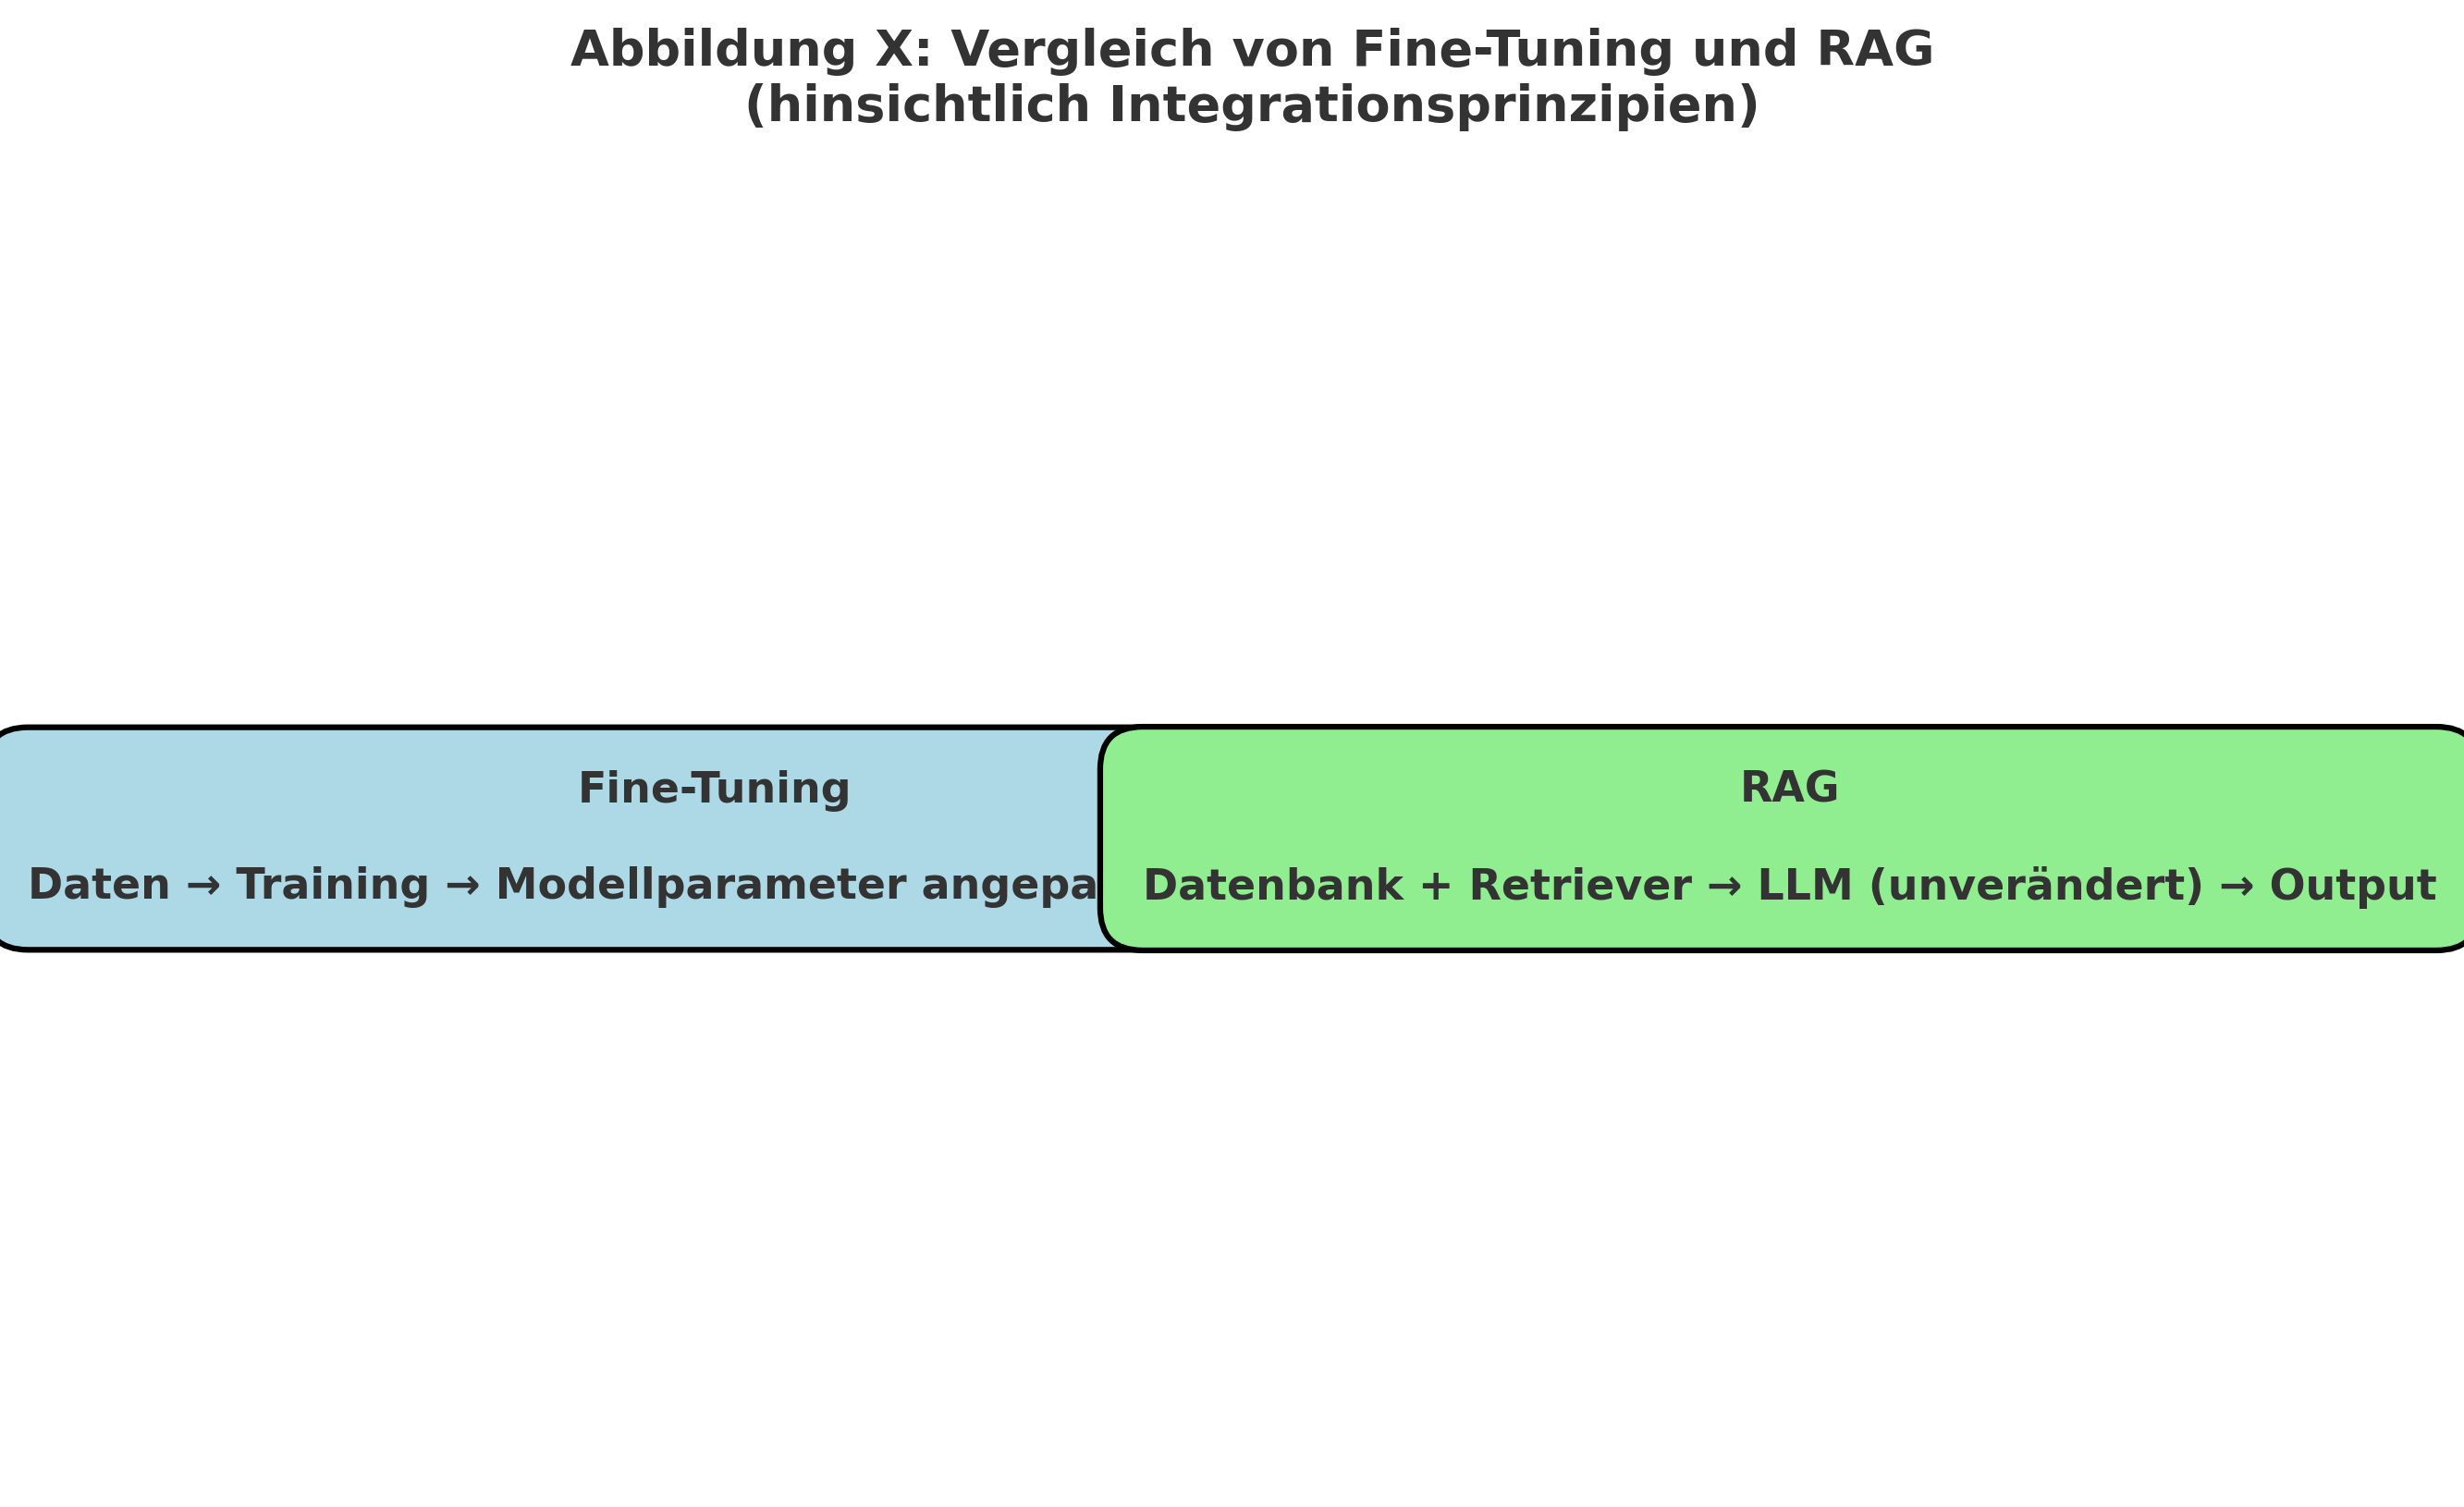 Abbildung X: Vergleich von Fine-Tuning und RAG
(hinsichtlich Integrationsprinzipien)
Fine-Tuning
Daten → Training → Modellparameter angepa
RAG
Datenbank + Retriever → LLM (unverändert) → Output